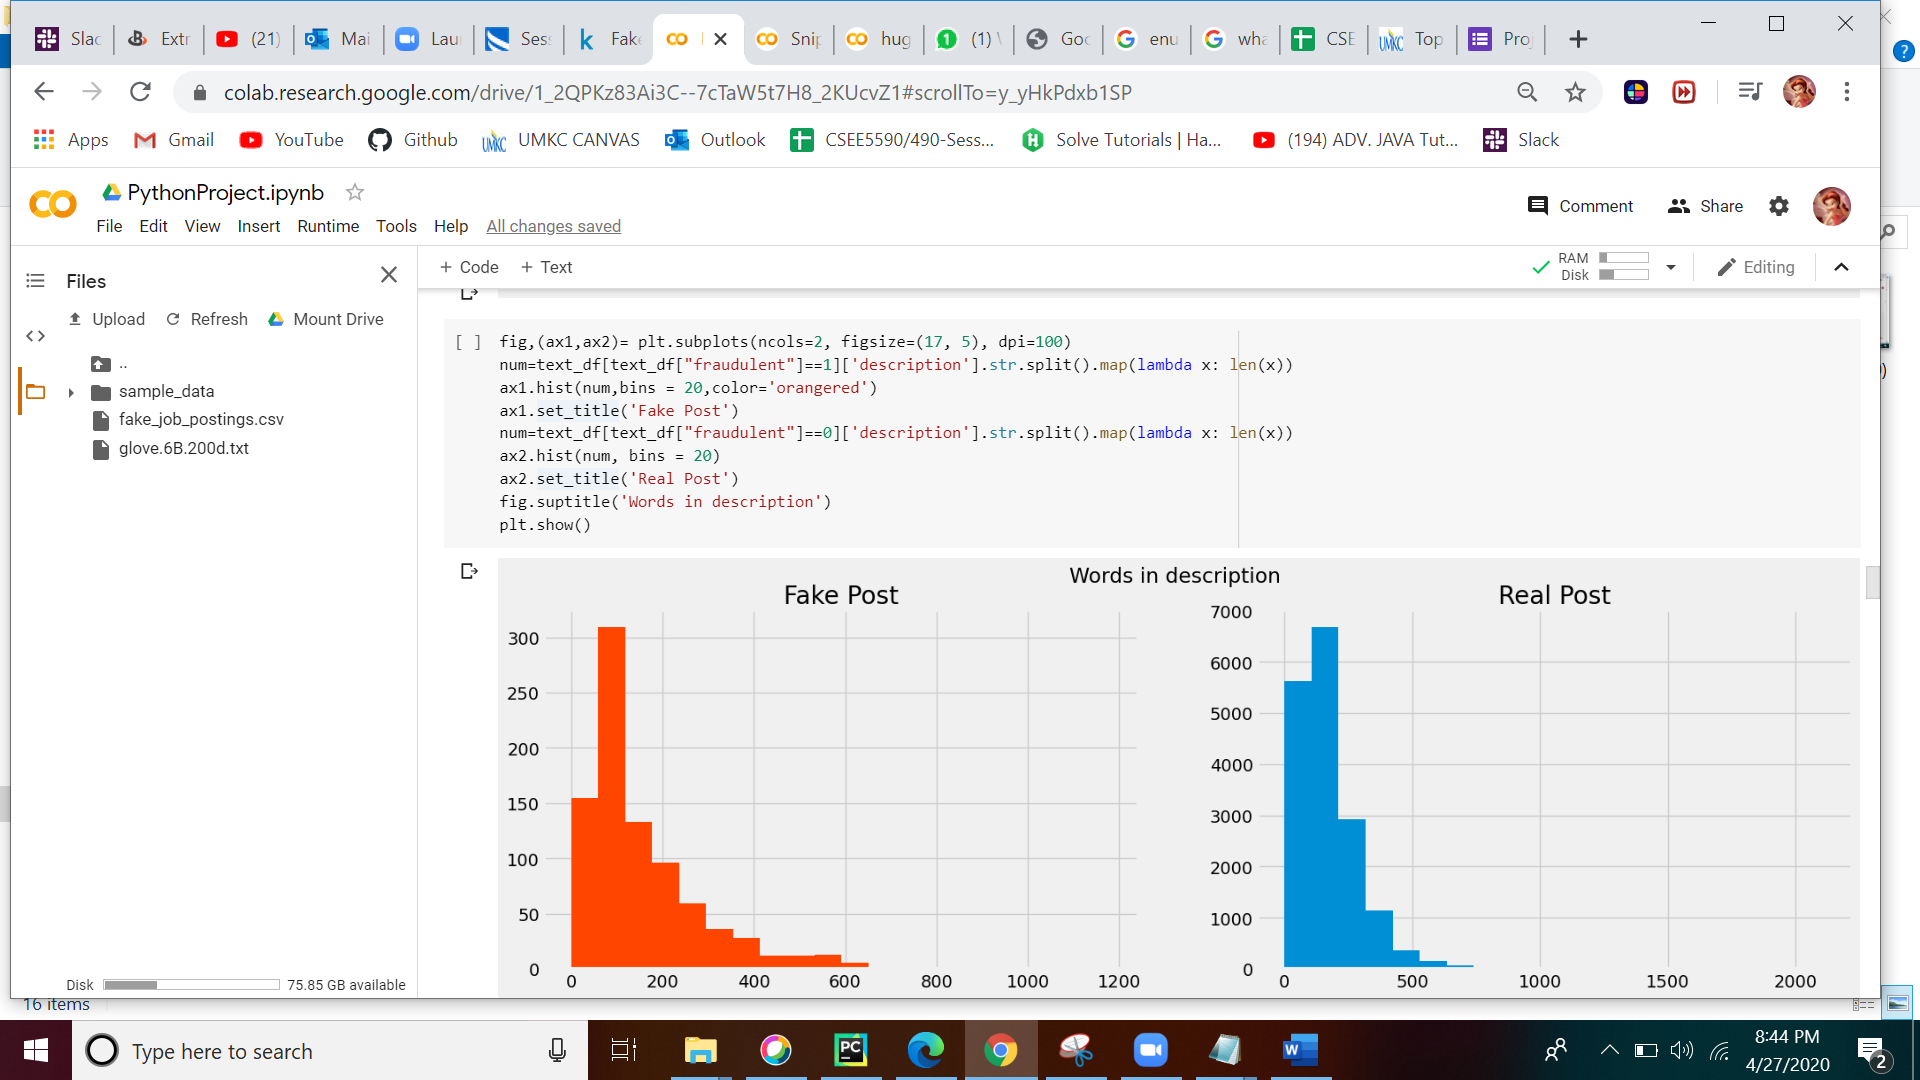 Slac
Extr
(21)
Mai
Lau
Sess
Fake
Snip
hug
(1)
Goo
enu
wha
CSE
Top
Proj
colab.research.google.com/drive/1_2QPKz83Ai3C--7cTaW5t7H8_2KUcvZ1#scrollTo=y_yHkPdxb1SP
Apps Gmail YouTube Github UMKC CANVAS Outlook CSEE5590/490-Sess... Solve Tutorials | Ha... (194) ADV. JAVA Tut... Slack
PythonProject.ipynb
Comment Share
File Edit View Insert Runtime Tools Help All changes saved
Files
+ Code + Text
RAM
Disk
Editing
Upload Refresh Mount Drive
..
sample_data
fake_job_postings.csv
glove.6B.200d.txt
[ ] fig,(ax1,ax2)= plt.subplots(ncols=2, figsize=(17, 5), dpi=100)
num=text_df[text_df["fraudulent"]==1]['description'].str.split().map(lambda x: len(x))
ax1.hist(num,bins = 20,color='orangered')
ax1.set_title('Fake Post')
num=text_df[text_df["fraudulent"]==0]['description'].str.split().map(lambda x: len(x))
ax2.hist(num, bins = 20)
ax2.set_title('Real Post')
fig.suptitle('Words in description')
plt.show()
Words in description
Fake Post
300
250
200
150
100
50
0
0 200 400 600 800 1000 1200
Real Post
7000
6000
5000
4000
3000
2000
1000
0
0 500 1000 1500 2000
Disk 75.85 GB available
16 items
Type here to search
8:44 PM
4/27/2020
2